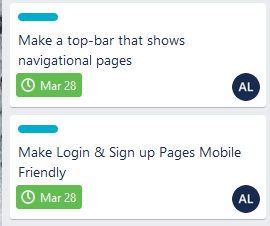 Make a top-bar that shows
navigational pages
Mar 28
AL
Make Login & Sign up Pages Mobile
Friendly
Mar 28
AL